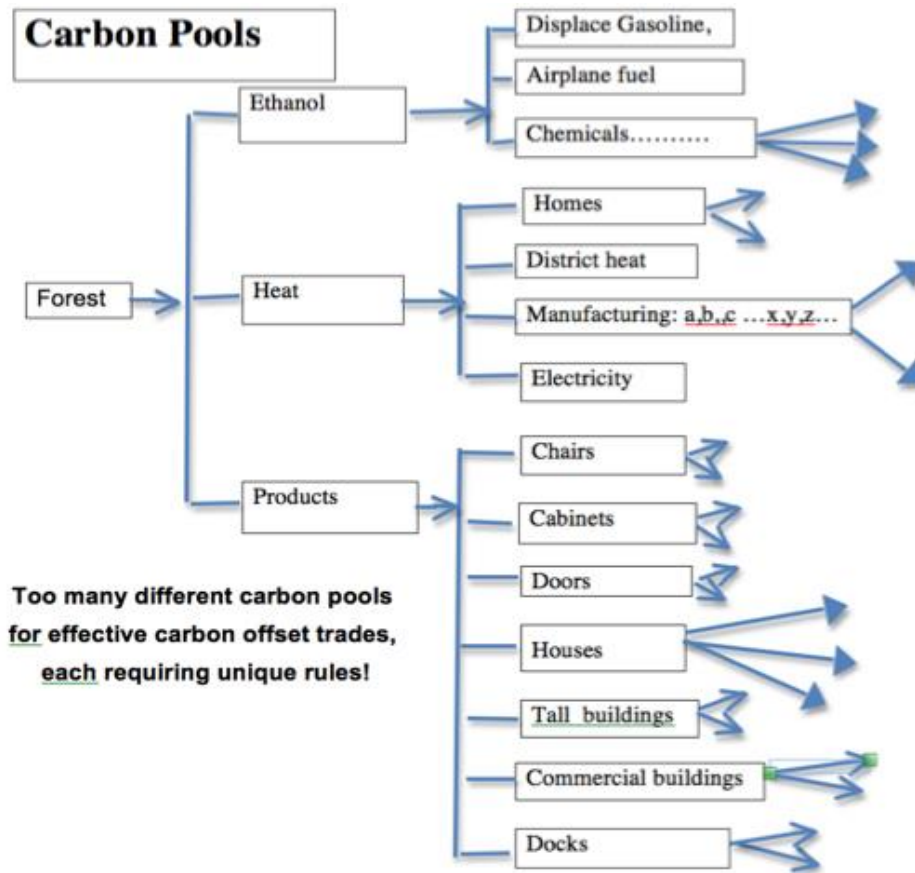 Carbon Pools
Displace Gasoline,
Airplane fuel
Ethanol
Chemicals..........
Homes
District heat
Forest
Heat
Manufacturing: a,b,,c ...x,y,z...
Electricity
Chairs
Products
Cabinets
Doors
Too many different carbon pools
for effective carbon offset trades,
each requiring unique rules!
Houses
Tall buildings
Commercial buildings
Docks